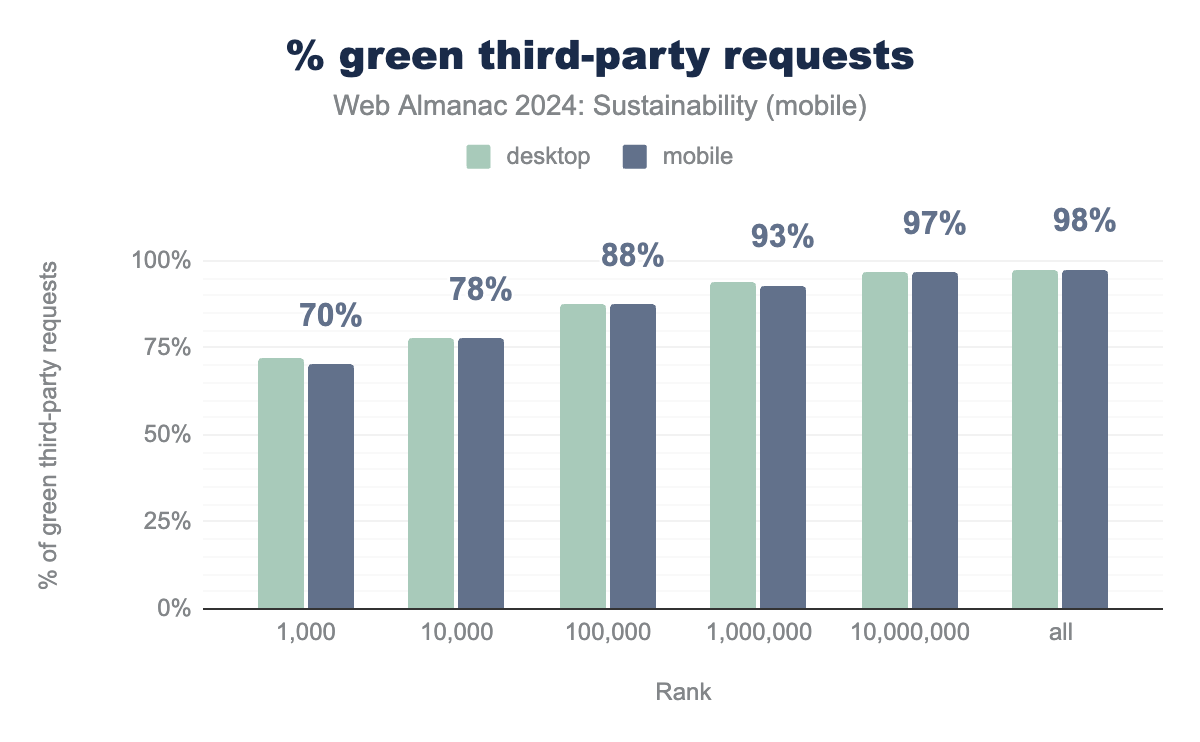 % green third-party requests
Web Almanac 2024: Sustainability (mobile)
desktop
mobile
% of green third-party requests
100%
75%
50%
25%
0%
70%
78%
88%
93%
97%
98%
1,000
10,000
100,000
1,000,000
10,000,000
all
Rank